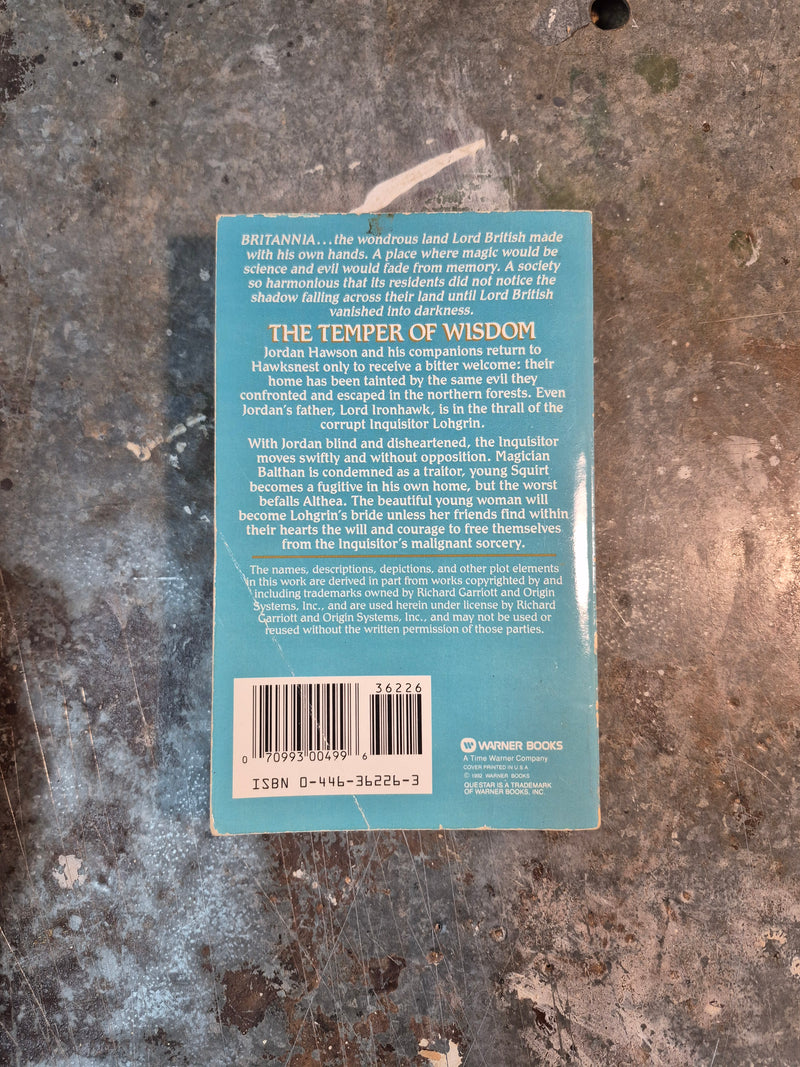 BRITANNIA...the wondrous land Lord British made
with his own hands. A place where magic would be
science and evil would fade from memory. A society
so harmonious that its residents did not notice the
shadow falling across their land until Lord British
vanished into darkness.
THE TEMPER OF WISDOM
Jordan Hawson and his companions return to
Hawksnest only to receive a bitter welcome: their
home has been tainted by the same evil they
confronted and escaped in the northern forests. Even
Jordan's father, Lord Ironhawk, is in the thrall of the
corrupt Inquisitor Lohgrin.
With Jordan blind and disheartened, the Inquisitor
moves swiftly and without opposition. Magician
Balthan is condemned as a traitor, young Squirt
becomes a fugitive in his own home, but the worst
befalls Althea. The beautiful young woman will
become Lohgrin's bride unless her friends find within
their hearts the will and courage to free themselves
from the Inquisitor's malignant sorcery.
The names, descriptions, depictions, and other plot elements
in this work are derived in part from works copyrighted by and
including trademarks owned by Richard Garriott and Origin
Systems, Inc., and are used herein under license by Richard
Garriott and Origin Systems, Inc., and may not be used or
reused without the written permission of those parties.
36226
0 70993 00499 6
ISBN 0-446-36226-3
WARNER BOOKS
A Time Warner Company
COVER PRINTED IN U.S.A.
© 1992 WARNER BOOKS
QUESTAR IS A TRADEMARK
OF WARNER BOOKS, INC.